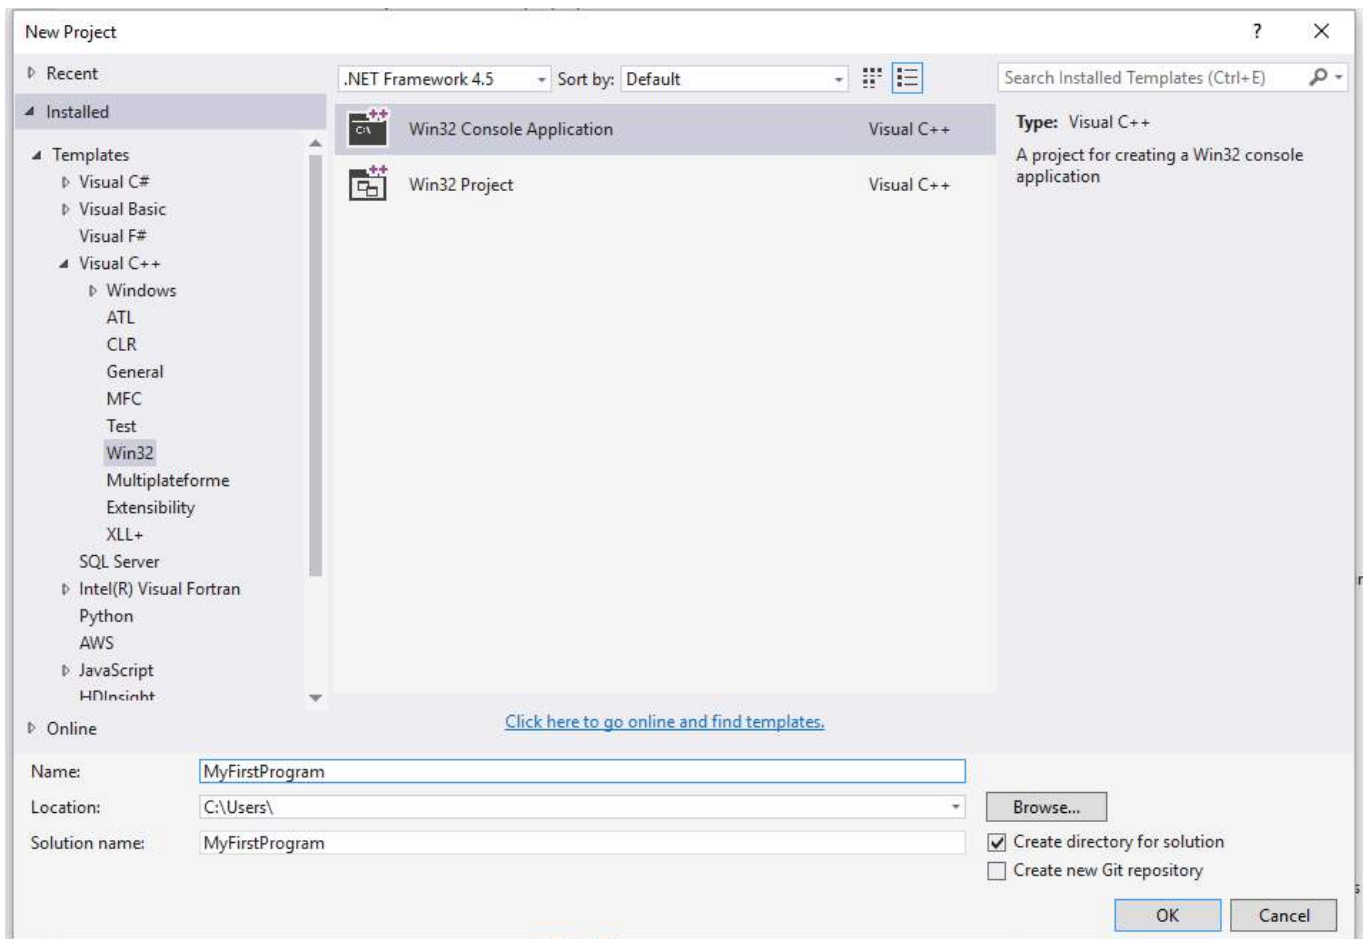 New Project
?
Recent
Installed
Templates
Visual C#
Visual Basic
Visual F#
Visual C++
Windows
ATL
CLR
General
MFC
Test
Win32
Multiplateforme
Extensibility
XLL+
SQL Server
Intel(R) Visual Fortran
Python
AWS
JavaScript
HDInsight
Online
.NET Framework 4.5
Sort by: Default
Win32 Console Application Visual C++
Win32 Project Visual C++
Click here to go online and find templates.
Search Installed Templates (Ctrl+E)
Type: Visual C++
A project for creating a Win32 console
application
Name: MyFirstProgram
Location: C:\Users\
Browse...
Solution name: MyFirstProgram
Create directory for solution
Create new Git repository
OK Cancel